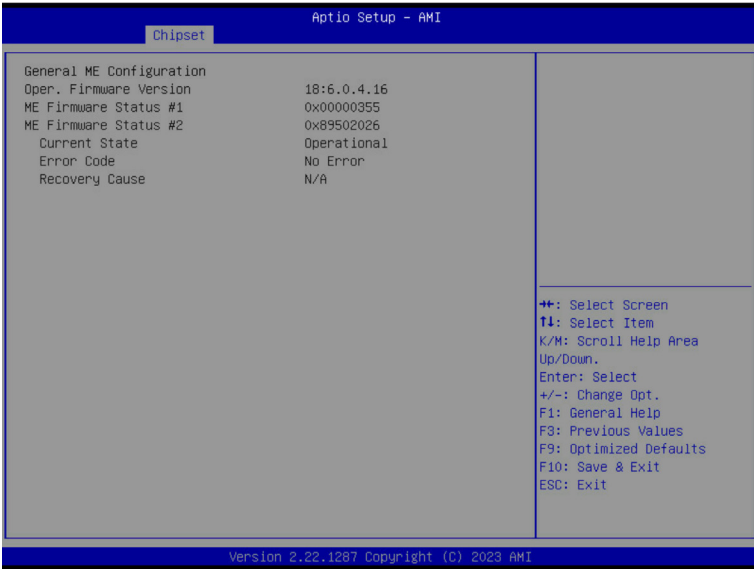 Aptio Setup – AMI
Chipset
General ME Configuration
Oper. Firmware Version 18:6.0.4.16
ME Firmware Status #1 0x00000355
ME Firmware Status #2 0x89502026
Current State Operational
Error Code No Error
Recovery Cause N/A
→←: Select Screen
↑↓: Select Item
K/M: Scroll Help Area
Up/Down.
Enter: Select
+/-: Change Opt.
F1: General Help
F3: Previous Values
F9: Optimized Defaults
F10: Save & Exit
ESC: Exit
Version 2.22.1287 Copyright (C) 2023 AMI